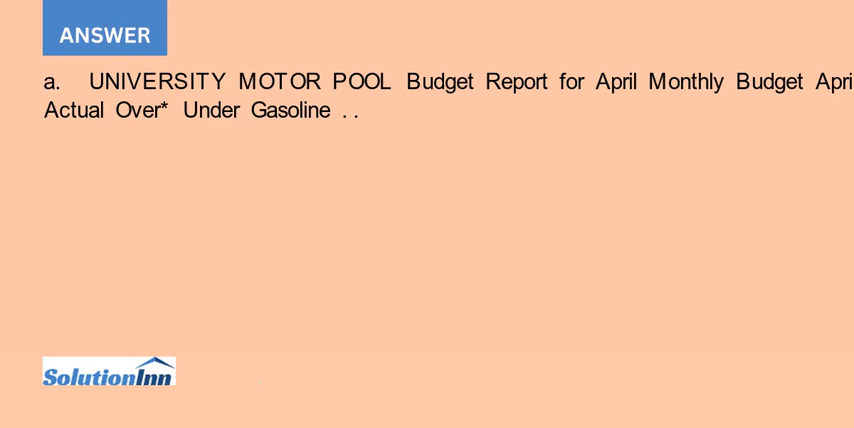 ANSWER
a. UNIVERSITY MOTOR POOL Budget Report for April Monthly Budget Apri
Actual Over* Under Gasoline . .
SolutionInn